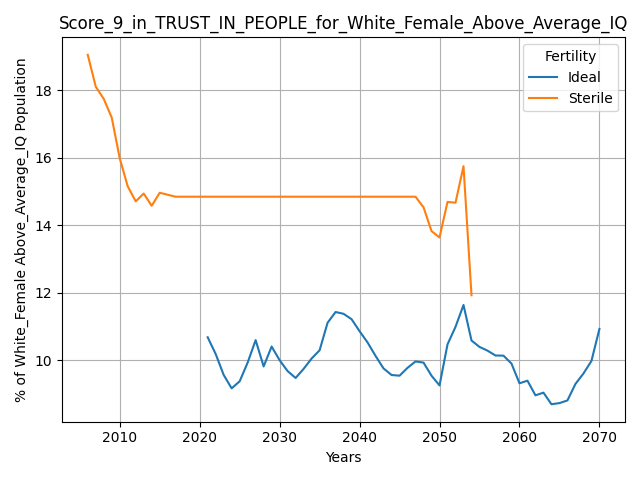 Score_9_in_TRUST_IN_PEOPLE_for_White_Female_Above_Average_IQ
% of White_Female Above_Average_IQ Population
18
16
14
12
10
Fertility
Ideal
Sterile
2010 2020 2030 2040 2050 2060 2070
Years